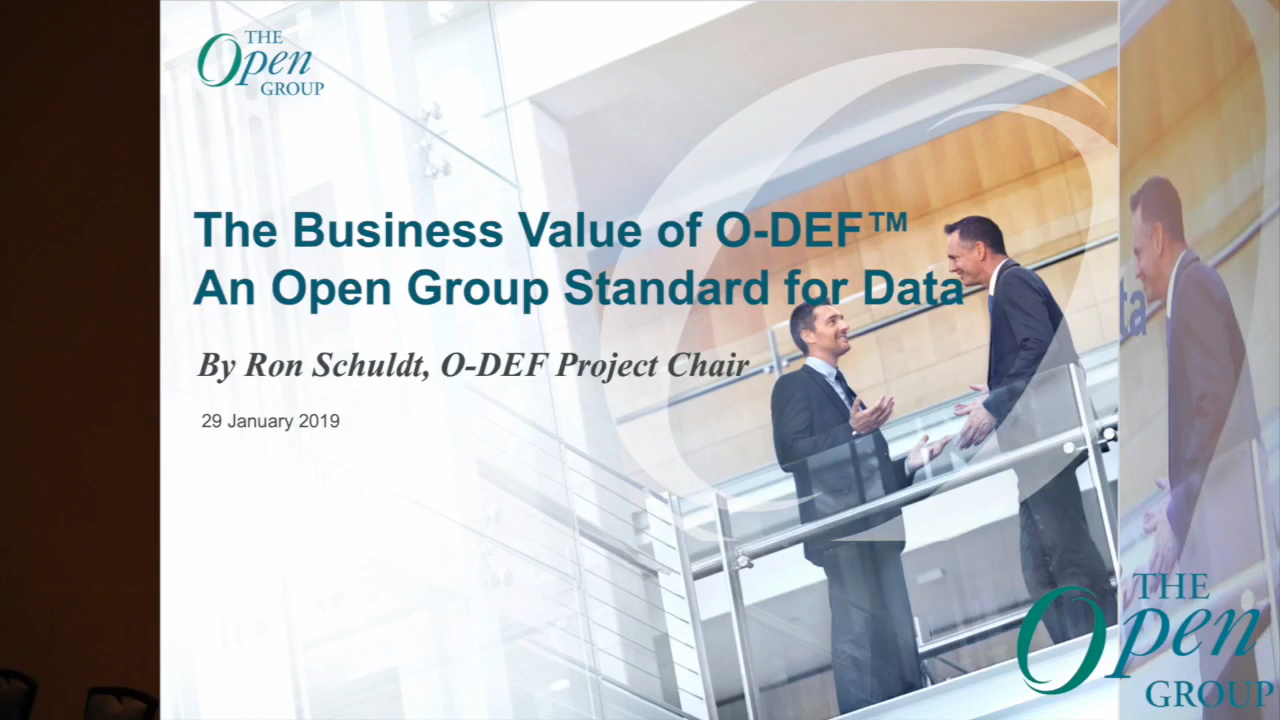 THE
Open
GROUP
The Business Value of O-DEF™
An Open Group Standard for Data
By Ron Schuldt, O-DEF Project Chair
29 January 2019
ta
THE
Open
GROUP